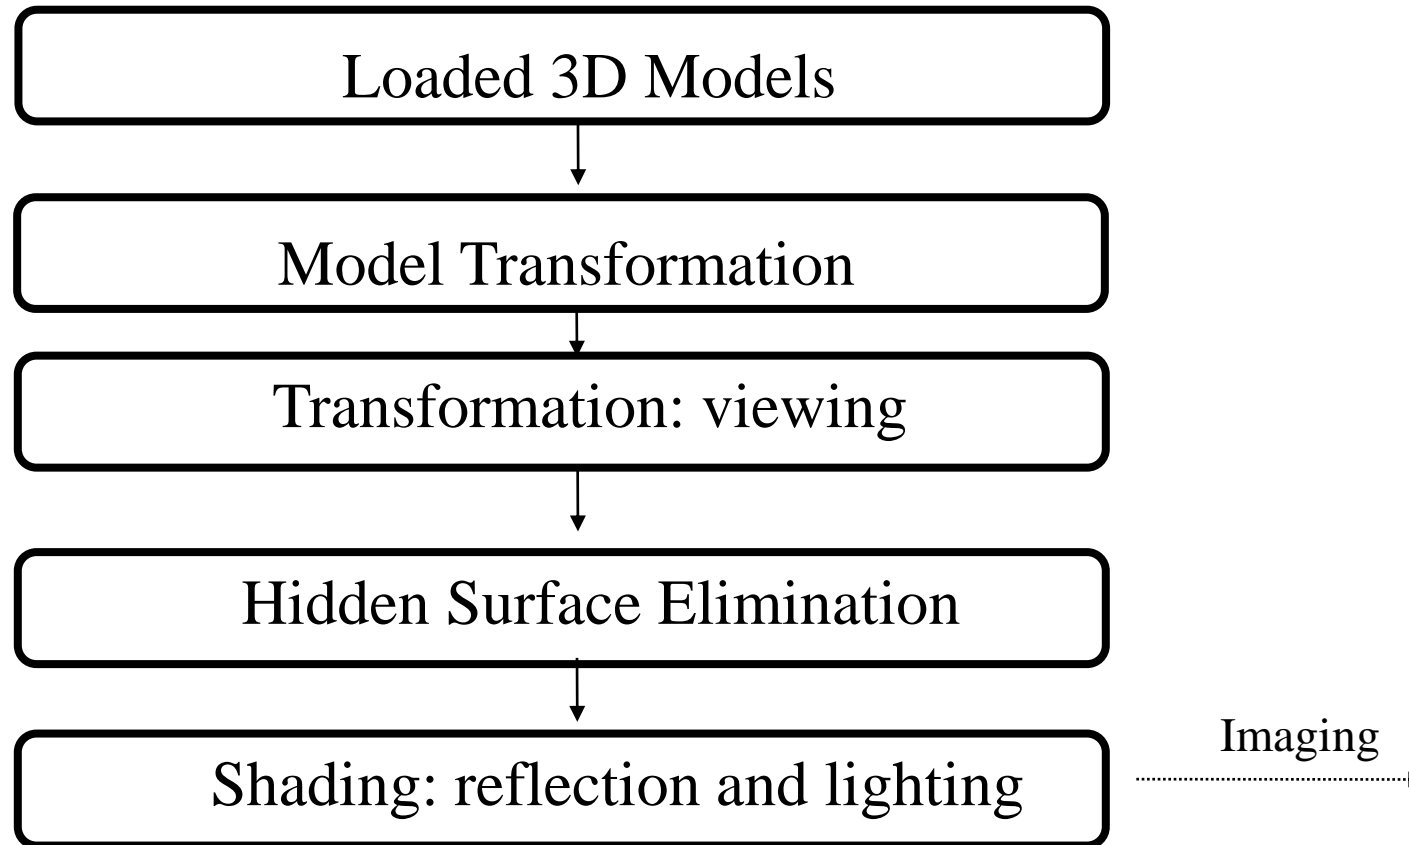 Loaded 3D Models
Model Transformation
Transformation: viewing
Hidden Surface Elimination
Shading: reflection and lighting
Imaging